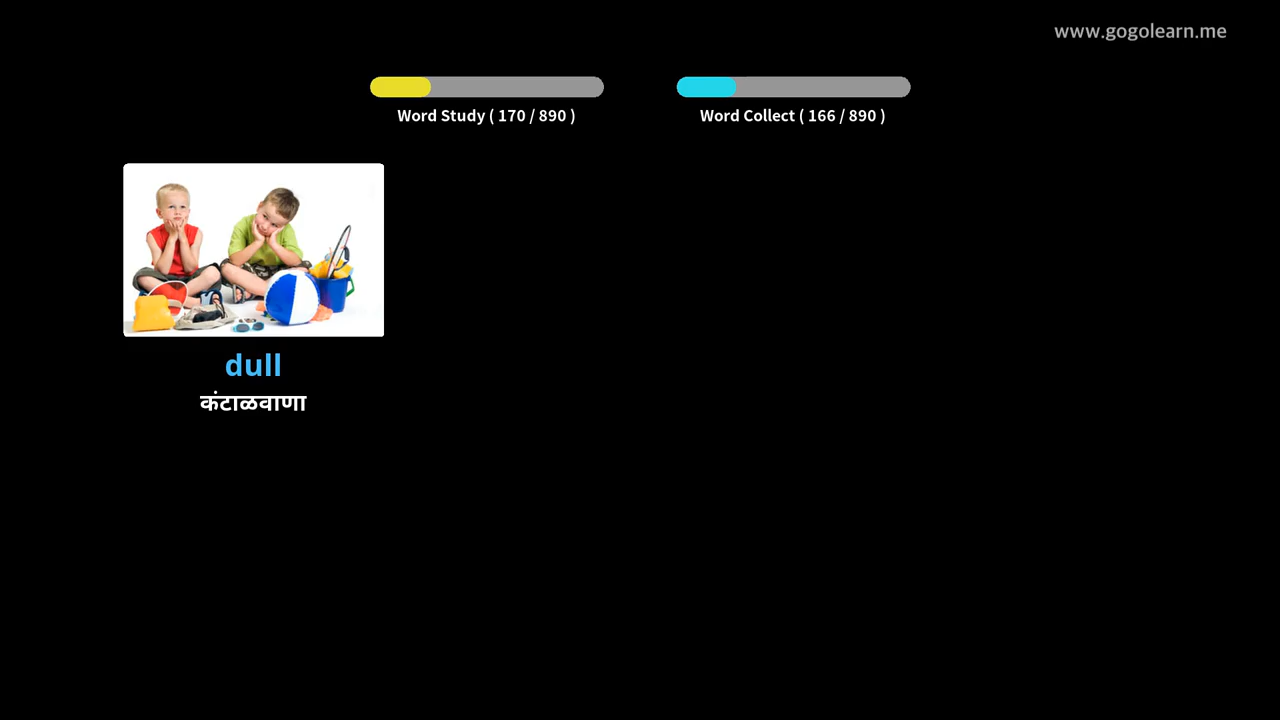 www.gogolearn.me
Word Study ( 170 / 890 )
Word Collect ( 166 / 890 )
dull
कंटाळवाणा